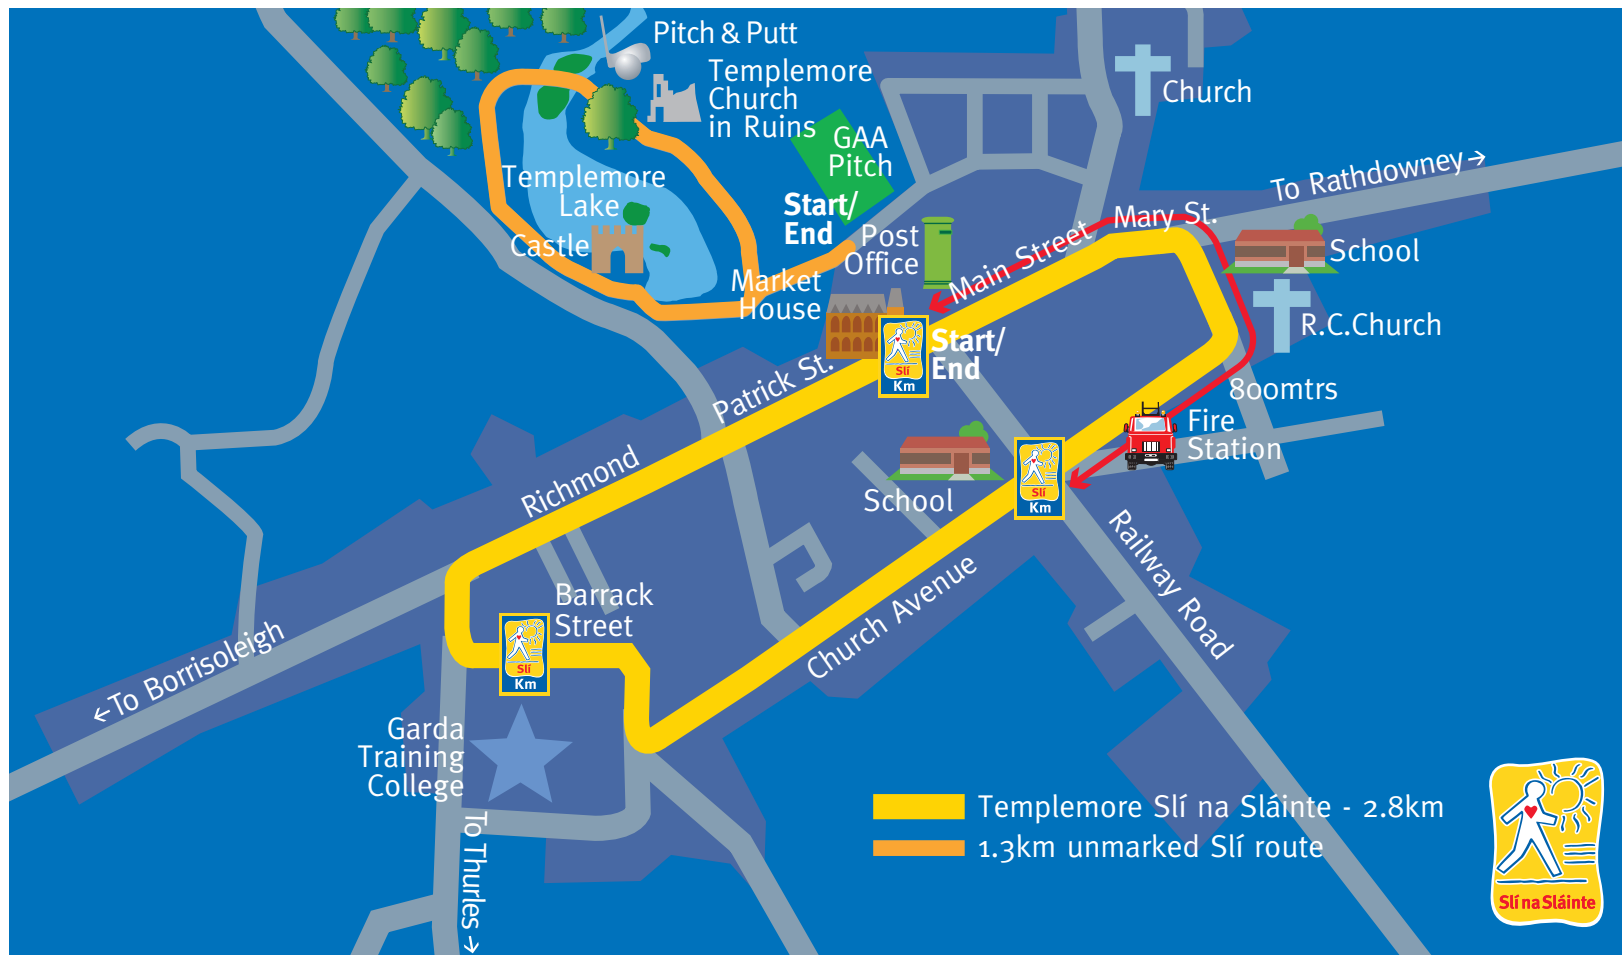 Pitch & Putt
Templemore
Church
in Ruins
Church
GAA
Pitch
To Rathdowney→
Templemore
Lake
Start/
End
Mary St.
Castle
Post
Office
Main Street
School
Market
House
R.C.Church
Start/
End
Slí
Km
Patrick St.
800mtrs
Fire
Station
Richmond
School
Slí
Km
Railway Road
Church Avenue
Barrack
Street
Slí
Km
←To Borrisoleigh
Garda
Training
College
To Thurles→
Templemore Slí na Sláinte - 2.8km
1.3km unmarked Slí route
Slí na Sláinte